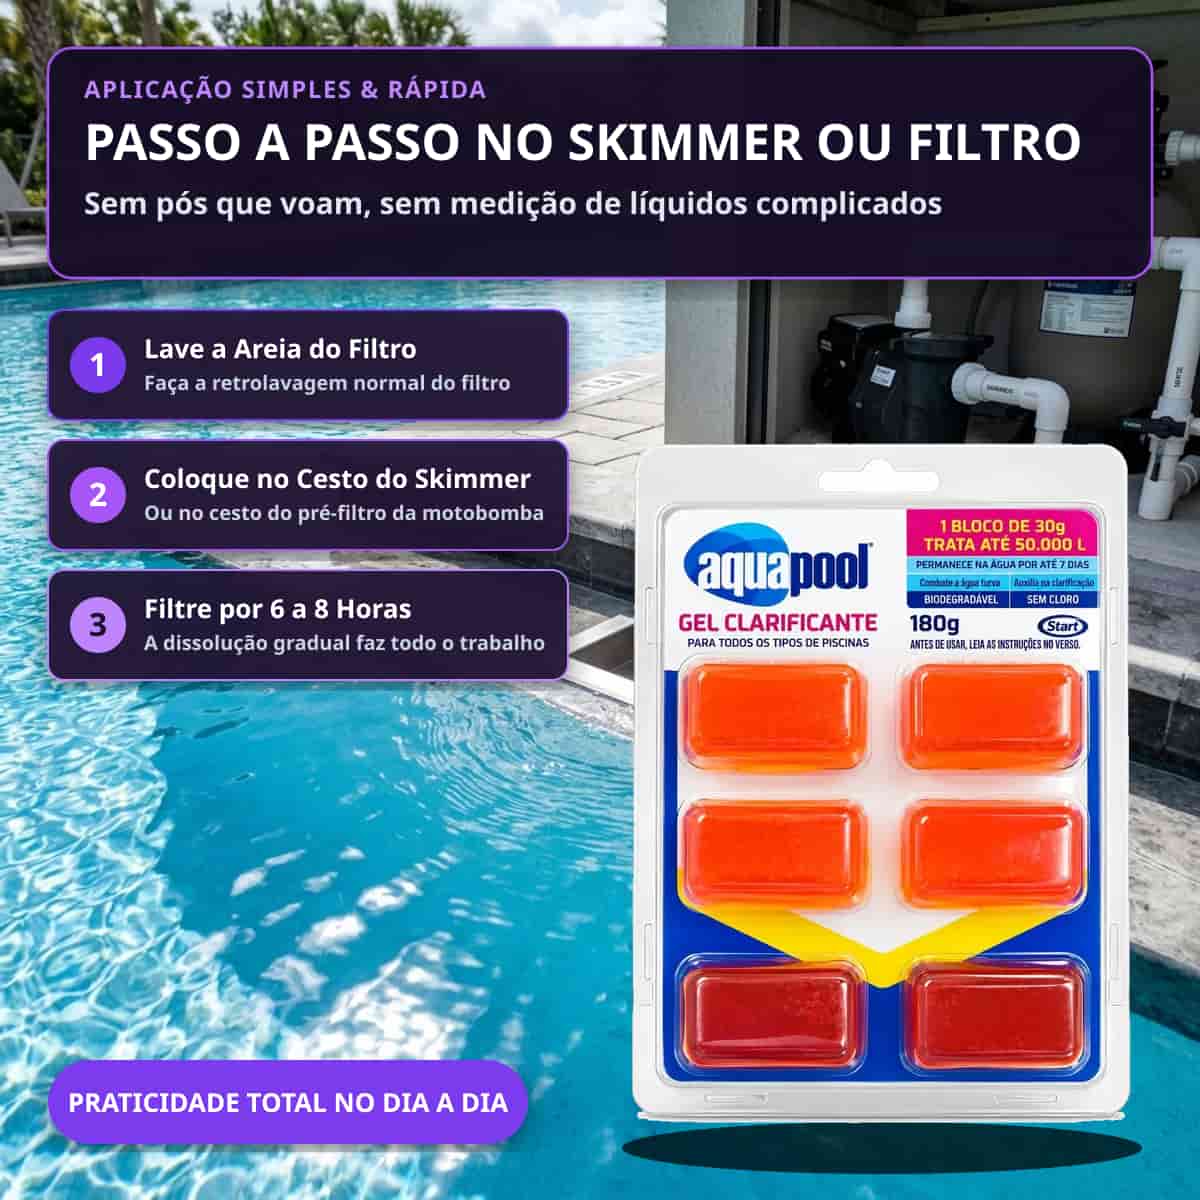 APLICAÇÃO SIMPLES & RÁPIDA
PASSO A PASSO NO SKIMMER OU FILTRO
Sem pós que voam, sem medição de líquidos complicados
1
Lave a Areia do Filtro
Faça a retrolavagem normal do filtro
2
Coloque no Cesto do Skimmer
Ou no cesto do pré-filtro da motobomba
3
Filtre por 6 a 8 Horas
A dissolução gradual faz todo o trabalho
aquapool
GEL CLARIFICANTE
PARA TODOS OS TIPOS DE PISCINAS
1 BLOCO DE 30g
TRATA ATÉ 50.000 L
PERMANECE NA ÁGUA POR ATÉ 7 DIAS
Combate a água turva
Auxilia na clarificação
BIODEGRADÁVEL
SEM CLORO
180g
Start
ANTES DE USAR, LEIA AS INSTRUÇÕES NO VERSO.
PRATICIDADE TOTAL NO DIA A DIA